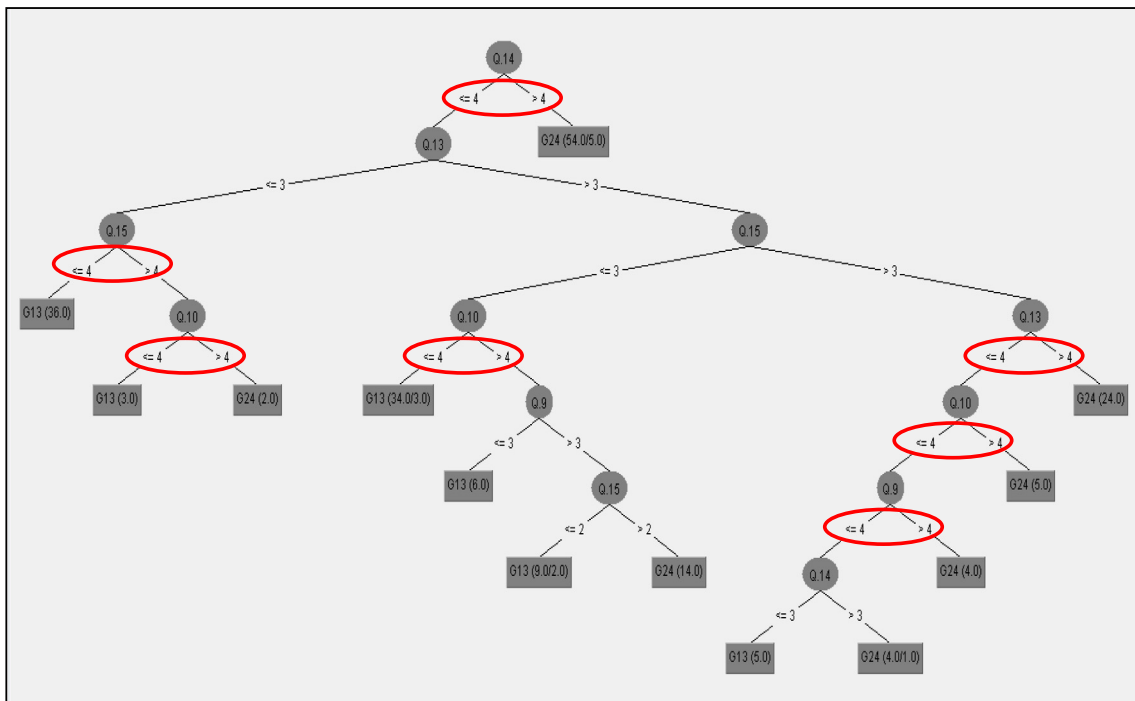 Q.14
<= 4 > 4
Q.13 G24 (54.0/5.0)
<= 3 > 3
Q.15 Q.15
<= 4 > 4 <= 3 > 3
G13 (36.0) Q.10 Q.10 Q.13
<= 4 > 4 <= 4 > 4 <= 4 > 4
G13 (3.0) G24 (2.0) G13 (34.0/3.0) Q.9 Q.10 G24 (24.0)
<= 3 > 3 <= 4 > 4
G13 (6.0) Q.15 Q.9 G24 (5.0)
<= 2 > 2 <= 4 > 4
G13 (9.0/2.0) G24 (14.0) Q.14 G24 (4.0)
<= 3 > 3
G13 (5.0) G24 (4.0/1.0)